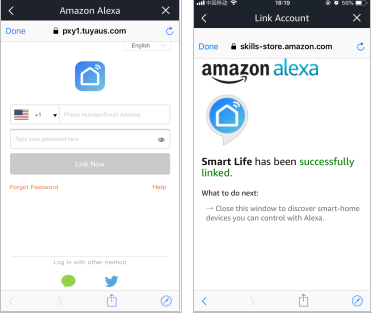 Amazon Alexa
Done
pxy1.tuyaus.com
English
+1
Phone Number/Email Address
Type your password here
Link Now
Forgot Password
Help
Log in with other method
中国移动
18:19
56%
Link Account
Done
skills-store.amazon.com
amazon alexa
Smart Life has been successfully
linked.
What to do next:
→ Close this window to discover smart-home
devices you can control with Alexa.